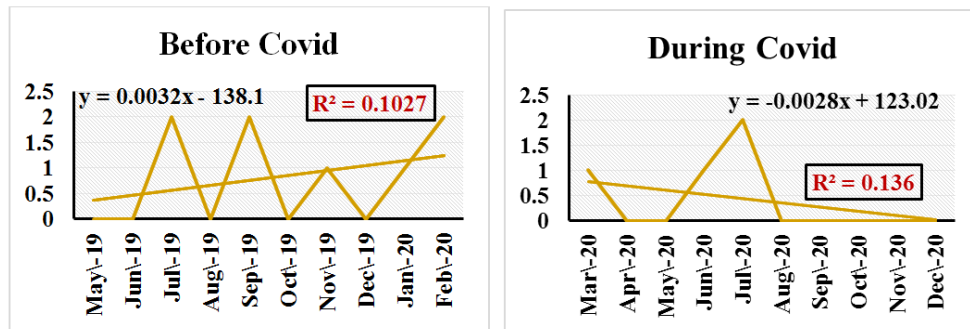 Before Covid
y = 0.0032x - 138.1
R² = 0.1027
2.5
2
1.5
1
0.5
0
May\-19
Jun\-19
Jul\-19
Aug\-19
Sep\-19
Oct\-19
Nov\-19
Dec\-19
Jan\-20
Feb\-20
During Covid
y = -0.0028x + 123.02
R² = 0.136
2.5
2
1.5
1
0.5
0
Mar\-20
Apr\-20
May\-20
Jun\-20
Jul\-20
Aug\-20
Sep\-20
Oct\-20
Nov\-20
Dec\-20